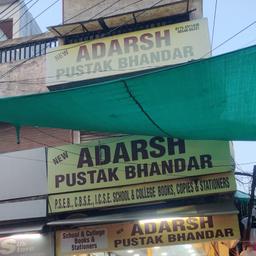 NEW ADARSH
PUSTAK BHANDAR
NEW ADARSH
PUSTAK BHANDAR
P.S.E.B., C.B.S.E., I.C.S.E. SCHOOL & COLLEGE BOOKS, COPIES & STATIONERS
School & College
Books &
Stationers
ADARSH
PUSTAK BHANDAR